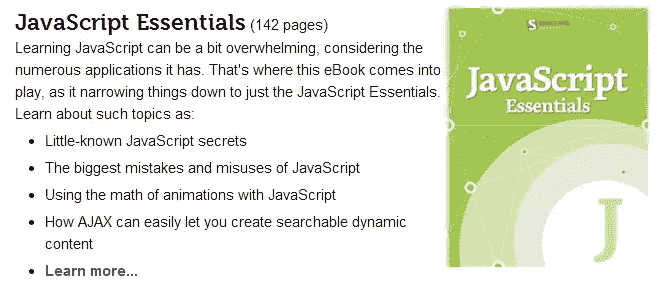 JavaScript Essentials (142 pages)
Learning JavaScript can be a bit overwhelming, considering the
numerous applications it has. That's where this eBook comes into
play, as it narrowing things down to just the JavaScript Essentials.
Learn about such topics as:
• Little-known JavaScript secrets
• The biggest mistakes and misuses of JavaScript
• Using the math of animations with JavaScript
• How AJAX can easily let you create searchable dynamic
content
• Learn more...
JavaScript
Essentials
J